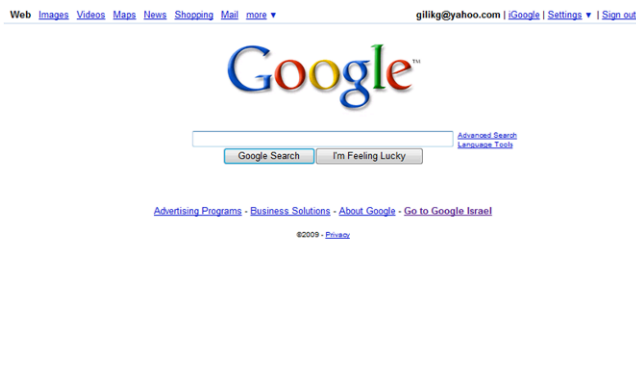 Web Images Videos Maps News Shopping Mail more ▼ gilikg@yahoo.com | iGoogle | Settings ▼ | Sign out
Google™
Advanced Search
Language Tools
Google Search I'm Feeling Lucky
Advertising Programs - Business Solutions - About Google - Go to Google Israel
©2009 - Privacy